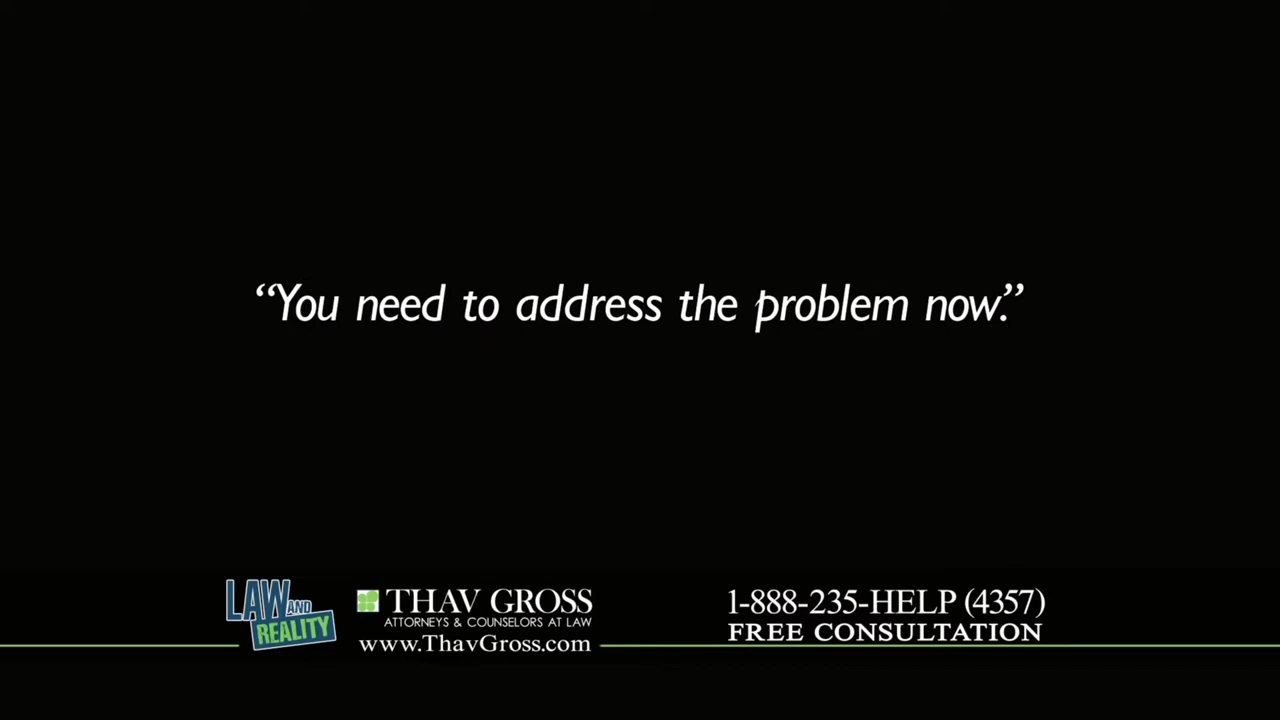 “You need to address the problem now.”
LAW AND REALITY
THAV GROSS
ATTORNEYS & COUNSELORS AT LAW
www.ThavGross.com
1-888-235-HELP (4357)
FREE CONSULTATION